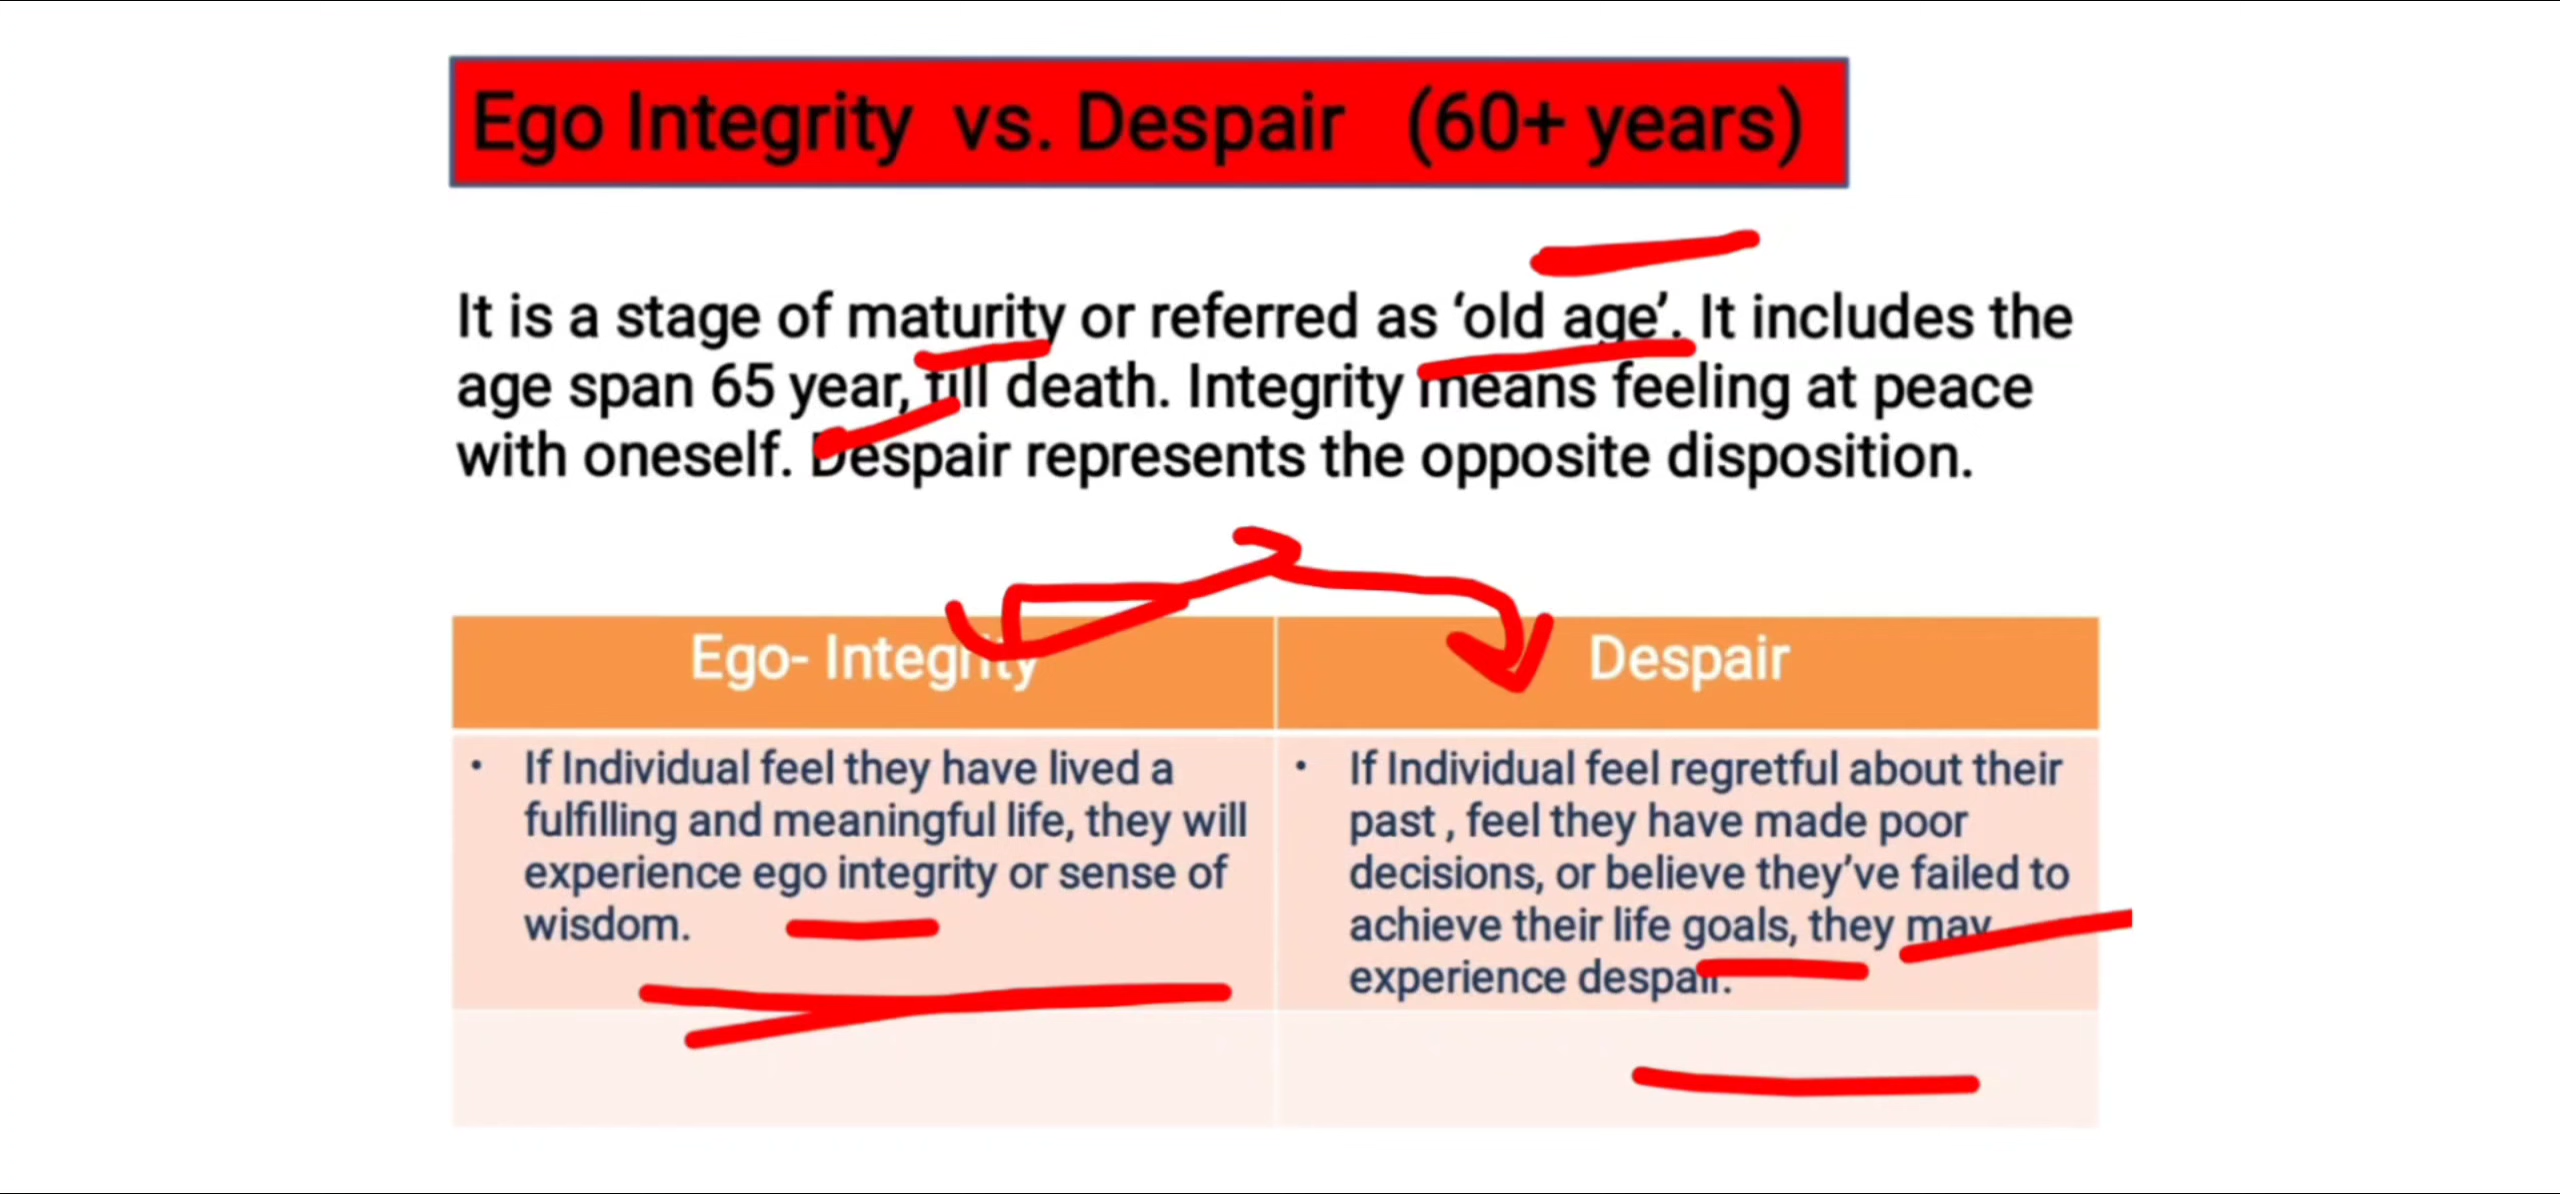 Ego Integrity vs. Despair (60+ years)
It is a stage of maturity or referred as ‘old age’. It includes the
age span 65 year, till death. Integrity means feeling at peace
with oneself. Despair represents the opposite disposition.
Ego- Integrity
Despair
• If Individual feel they have lived a
fulfilling and meaningful life, they will
experience ego integrity or sense of
wisdom.
• If Individual feel regretful about their
past , feel they have made poor
decisions, or believe they’ve failed to
achieve their life goals, they may
experience despair.